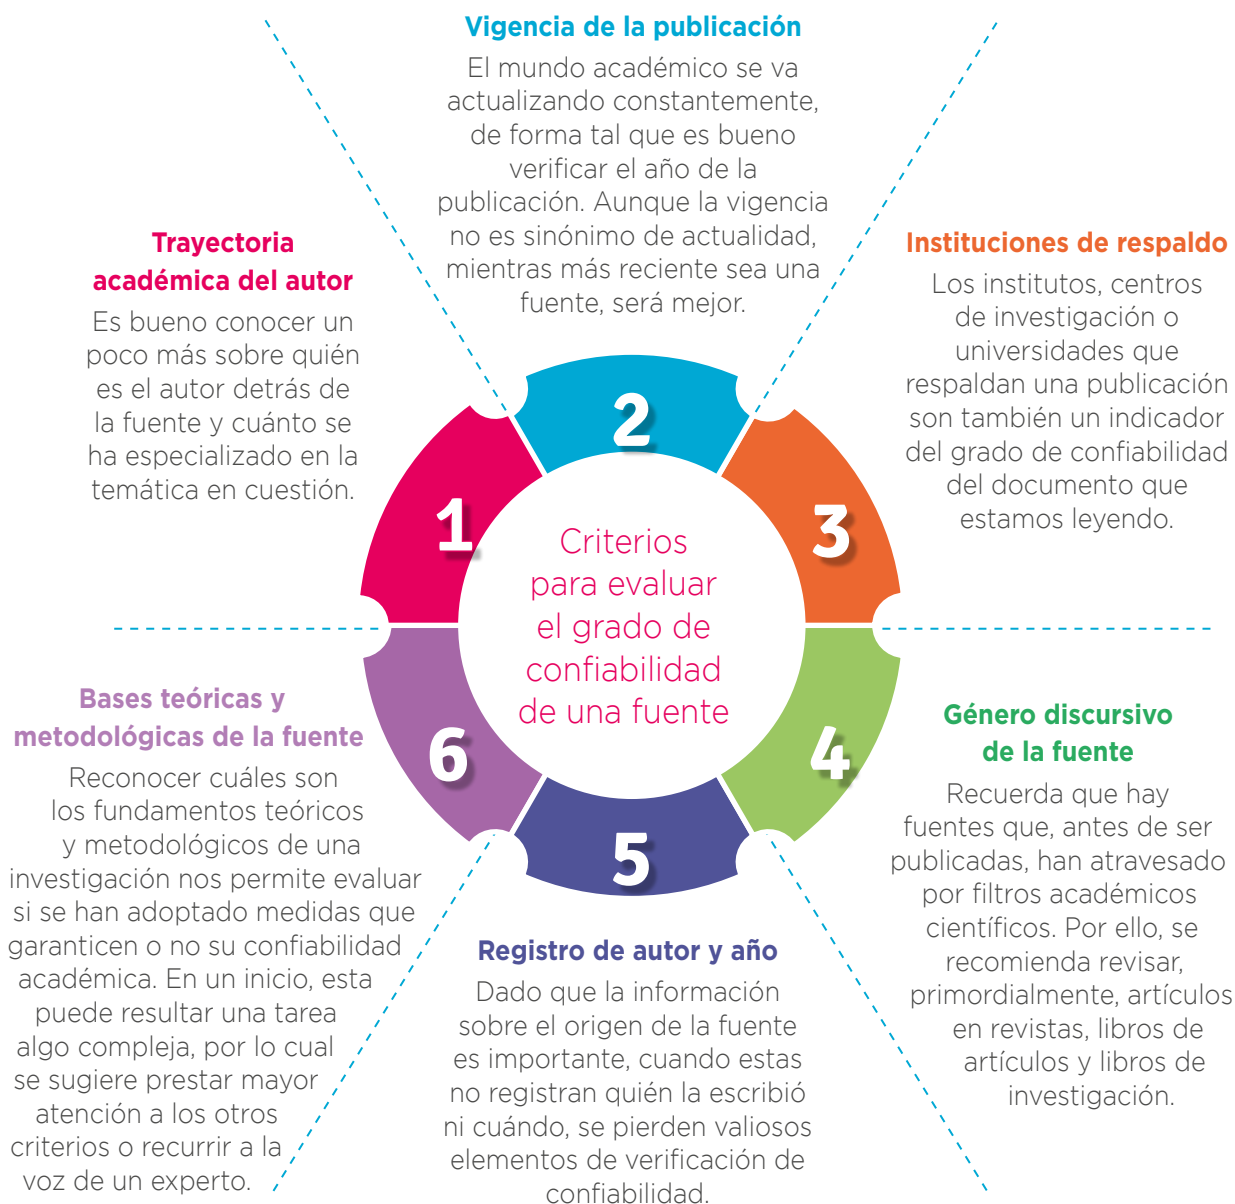 Vigencia de la publicación
El mundo académico se va
actualizando constantemente,
de forma tal que es bueno
verificar el año de la
publicación. Aunque la vigencia
no es sinónimo de actualidad,
mientras más reciente sea una
fuente, será mejor.
Trayectoria
académica del autor
Es bueno conocer un
poco más sobre quién
es el autor detrás de
la fuente y cuánto se
ha especializado en la
temática en cuestión.
Instituciones de respaldo
Los institutos, centros
de investigación o
universidades que
respaldan una publicación
son también un indicador
del grado de confiabilidad
del documento que
estamos leyendo.
1
2
3
4
5
6
Criterios
para evaluar
el grado de
confiabilidad
de una fuente
Bases teóricas y
metodológicas de la fuente
Reconocer cuáles son
los fundamentos teóricos
y metodológicos de una
investigación nos permite evaluar
si se han adoptado medidas que
garanticen o no su confiabilidad
académica. En un inicio, esta
puede resultar una tarea
algo compleja, por lo cual
se sugiere prestar mayor
atención a los otros
criterios o recurrir a la
voz de un experto.
Registro de autor y año
Dado que la información
sobre el origen de la fuente
es importante, cuando estas
no registran quién la escribió
ni cuándo, se pierden valiosos
elementos de verificación de
confiabilidad.
Género discursivo
de la fuente
Recuerda que hay
fuentes que, antes de ser
publicadas, han atravesado
por filtros académicos
científicos. Por ello, se
recomienda revisar,
primordialmente, artículos
en revistas, libros de
artículos y libros de
investigación.